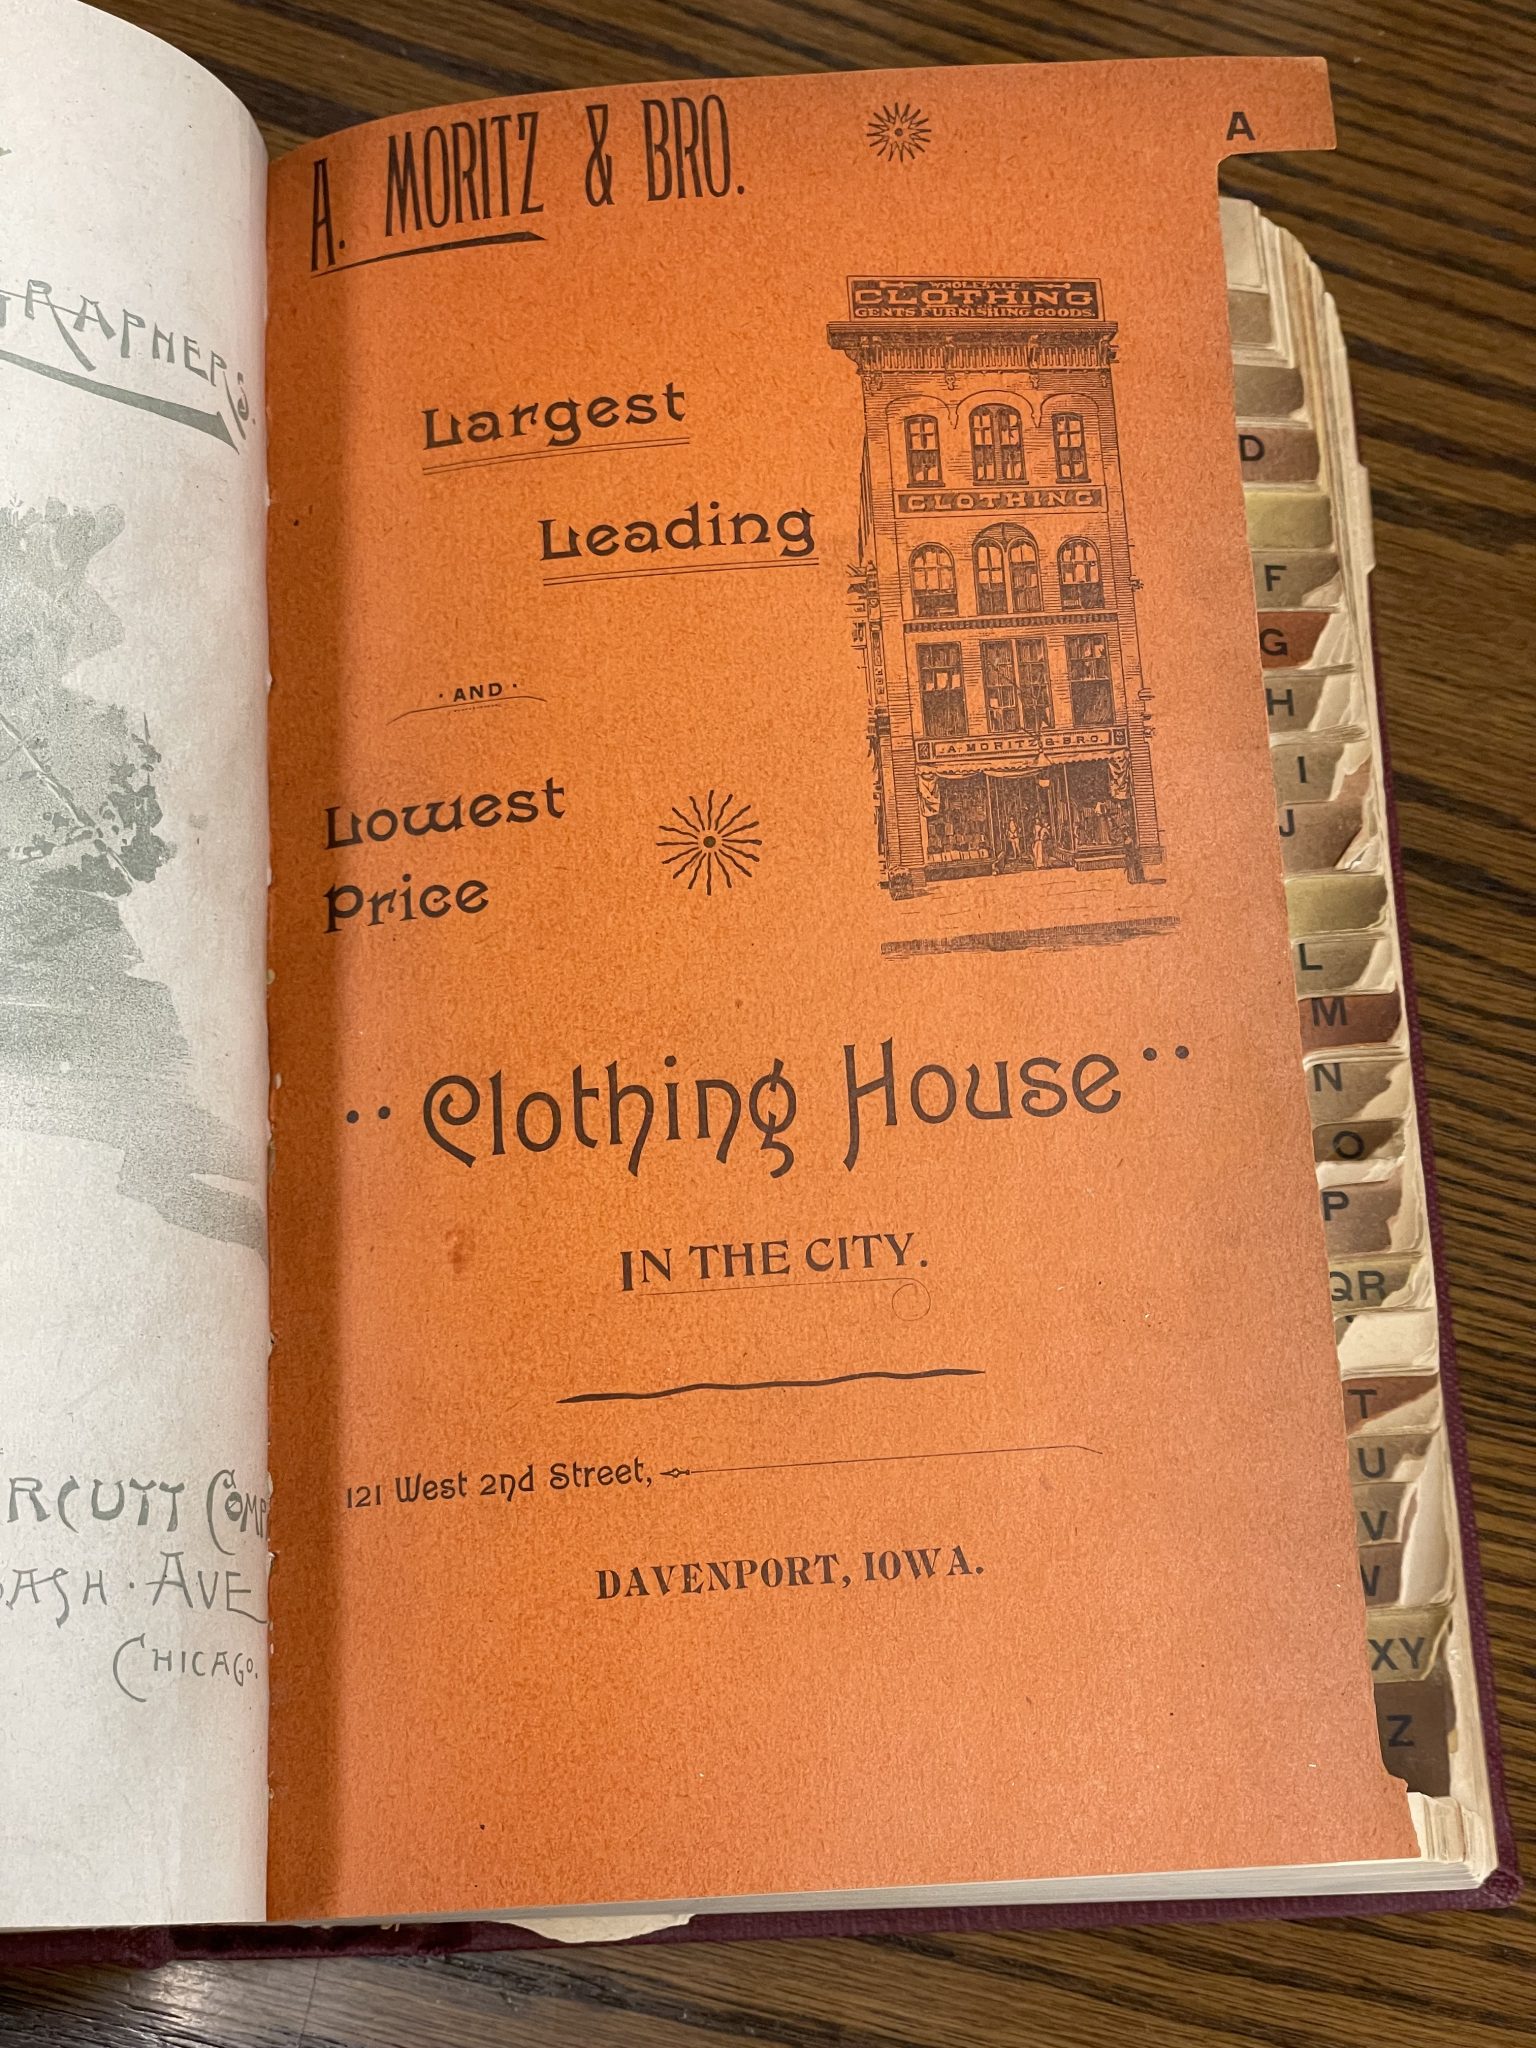 GRAPHERS.
RCUTT COMP
BASH · AVE
CHICAGO.
A. MORITZ & BRO.
WHOLESALE
CLOTHING
GENTS FURNISHING GOODS.
CLOTHING
A. MORITZ & BRO.
Largest
Leading
· AND ·
Lowest
Price
Clothing House
IN THE CITY.
121 West 2nd Street,
DAVENPORT, IOWA.
A
D
F
G
H
I
J
L
M
N
O
P
QR
T
U
V
W
XY
Z